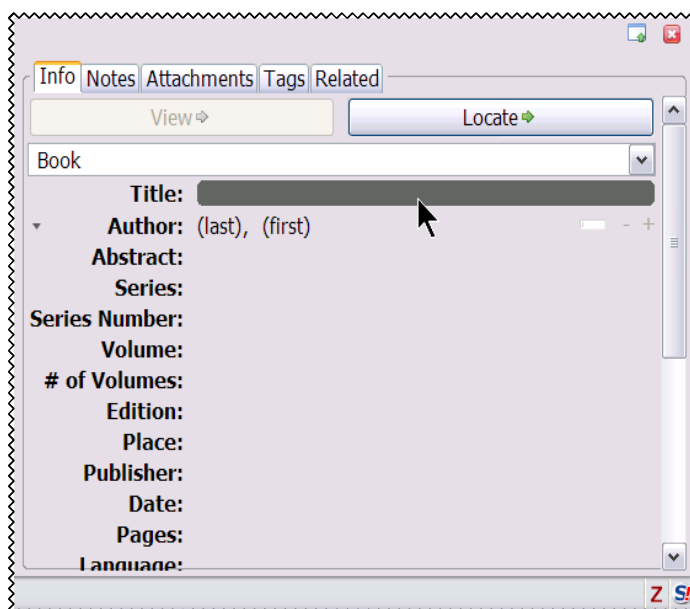 Info Notes Attachments Tags Related
View Locate
Book
Title:
Author: (last), (first) - +
Abstract:
Series:
Series Number:
Volume:
# of Volumes:
Edition:
Place:
Publisher:
Date:
Pages:
Language:
Z S!